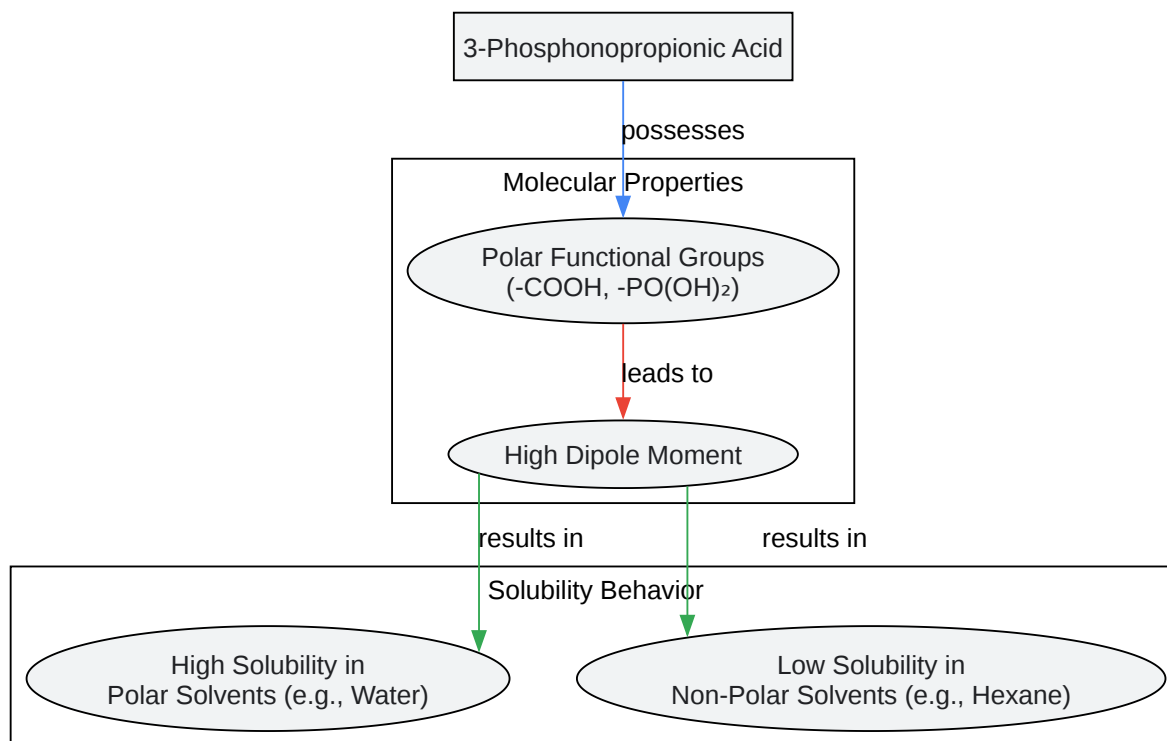 3-Phosphonopropionic Acid
possesses
Molecular Properties
Polar Functional Groups
(-COOH, -PO(OH)₂)
leads to
High Dipole Moment
results in
results in
Solubility Behavior
High Solubility in
Polar Solvents (e.g., Water)
Low Solubility in
Non-Polar Solvents (e.g., Hexane)